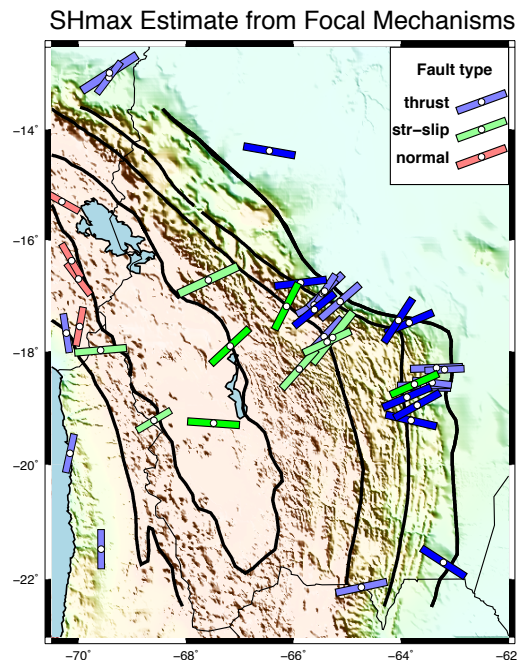 SHmax Estimate from Focal Mechanisms
Fault type
thrust
str-slip
normal
-14°
-16°
-18°
-20°
-22°
-70° -68° -66° -64° -62